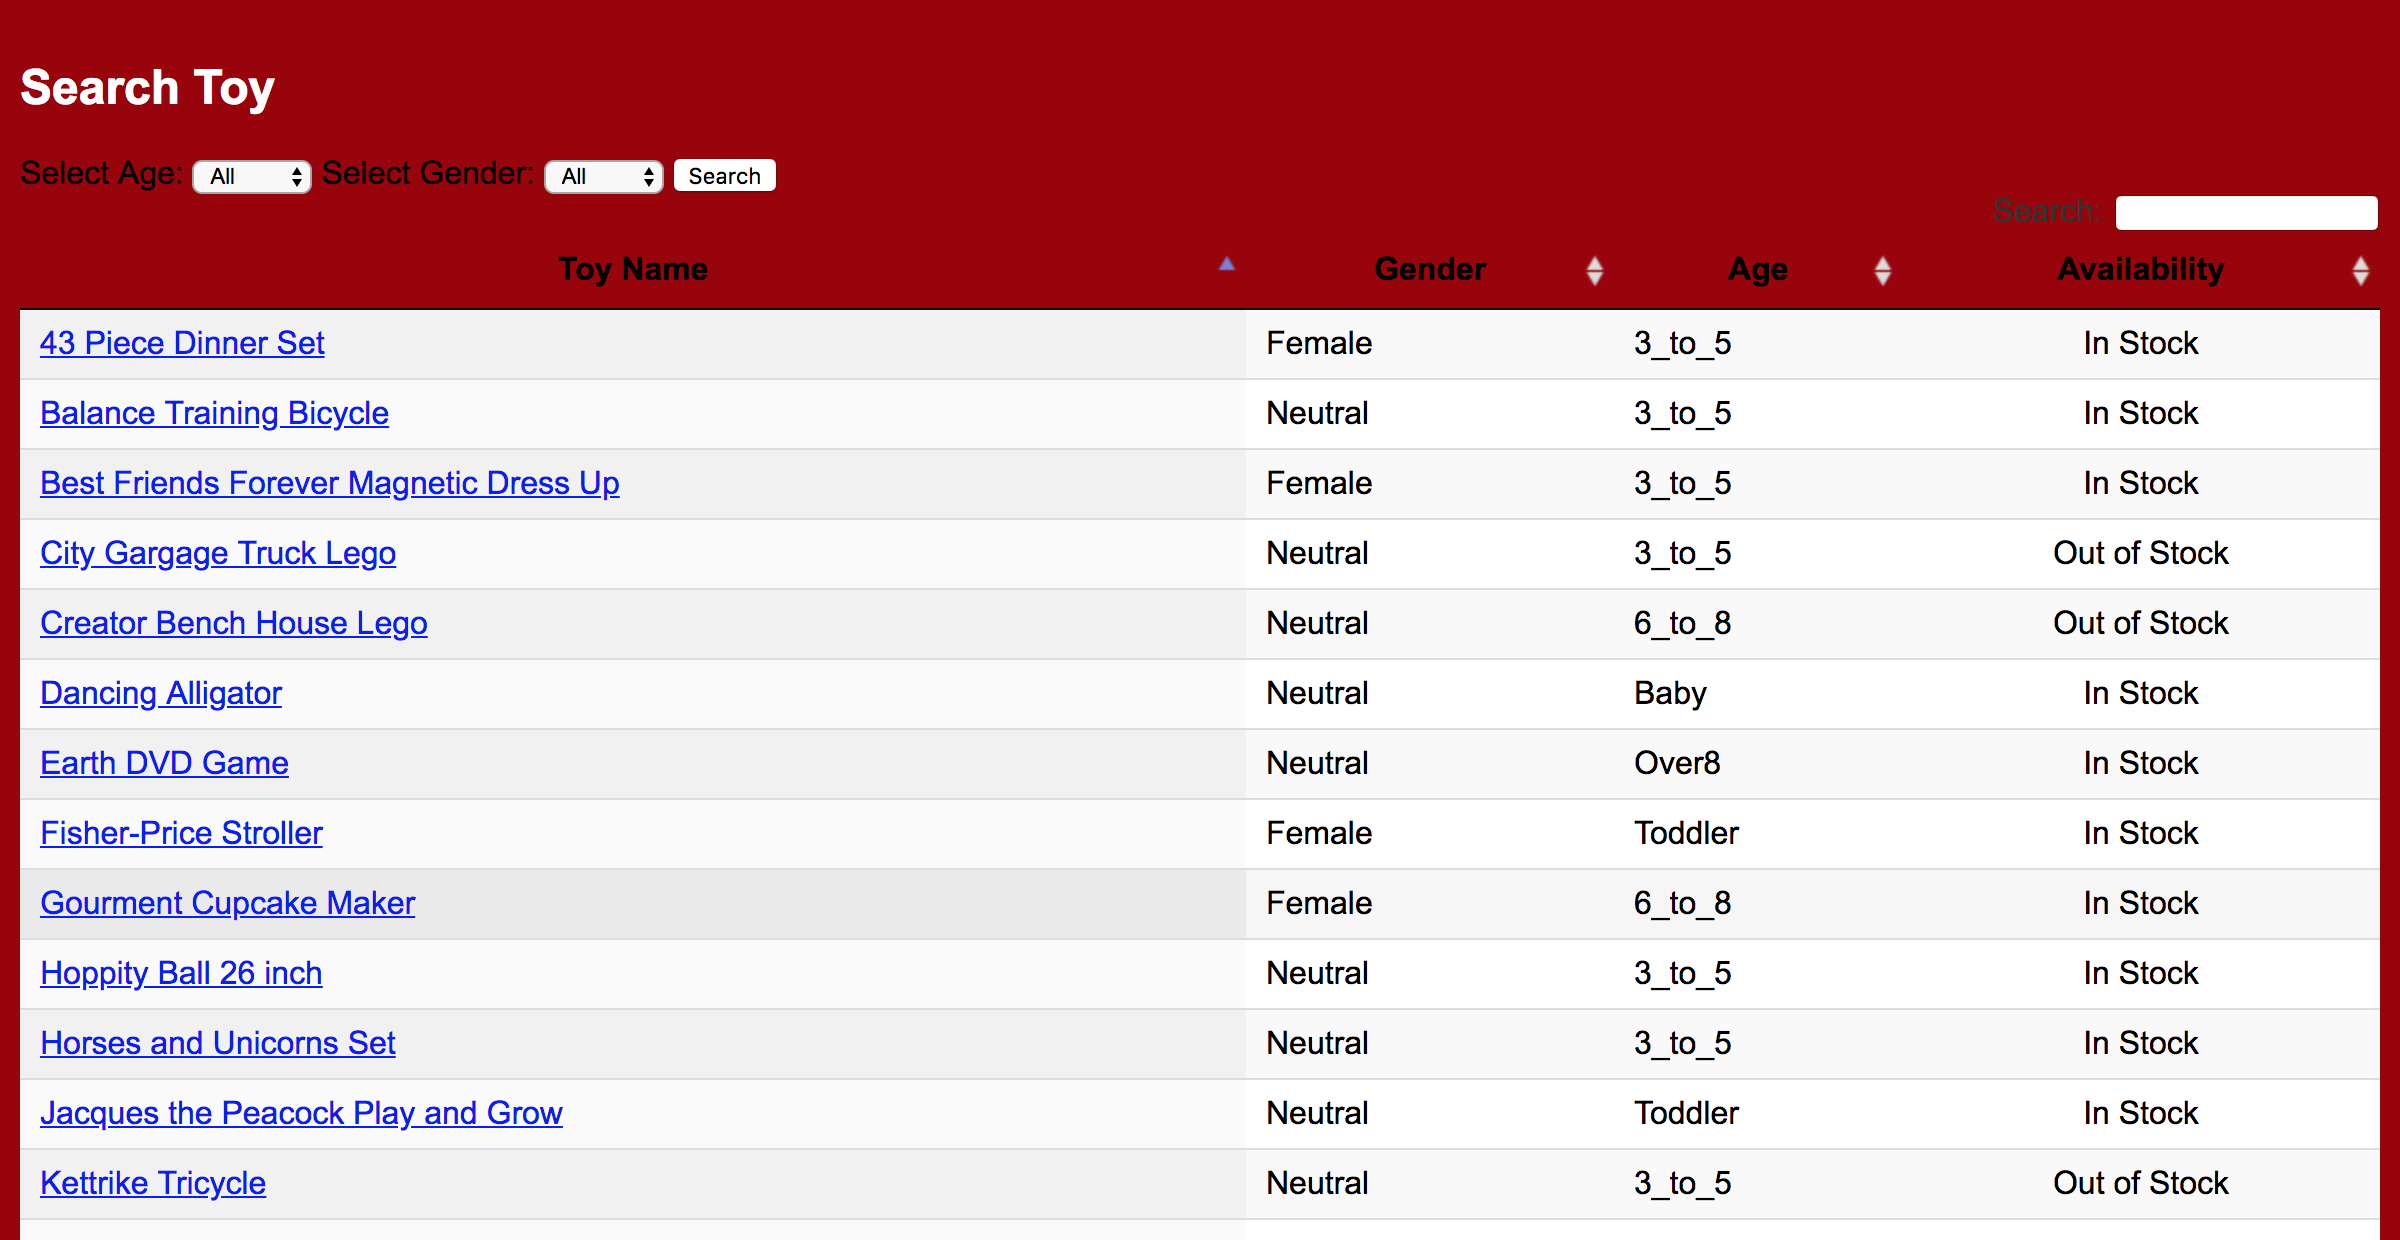 Search Toy
Select Age: All Select Gender: All Search
Search:
Toy Name Gender Age Availability
43 Piece Dinner Set Female 3_to_5 In Stock
Balance Training Bicycle Neutral 3_to_5 In Stock
Best Friends Forever Magnetic Dress Up Female 3_to_5 In Stock
City Gargage Truck Lego Neutral 3_to_5 Out of Stock
Creator Bench House Lego Neutral 6_to_8 Out of Stock
Dancing Alligator Neutral Baby In Stock
Earth DVD Game Neutral Over8 In Stock
Fisher-Price Stroller Female Toddler In Stock
Gourment Cupcake Maker Female 6_to_8 In Stock
Hoppity Ball 26 inch Neutral 3_to_5 In Stock
Horses and Unicorns Set Neutral 3_to_5 In Stock
Jacques the Peacock Play and Grow Neutral Toddler In Stock
Kettrike Tricycle Neutral 3_to_5 Out of Stock